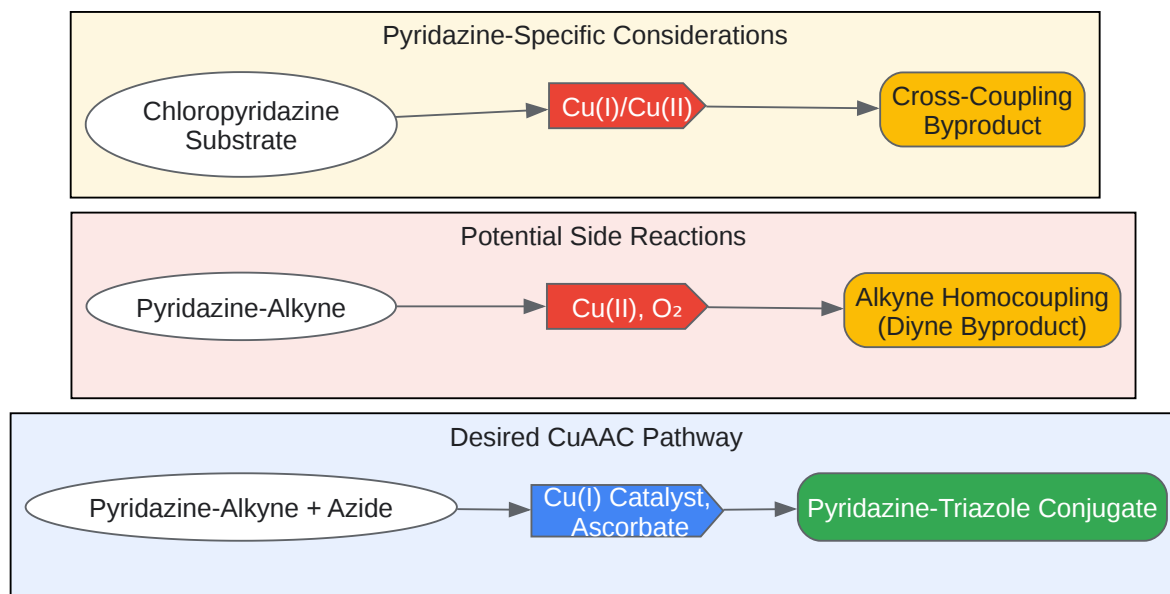 Pyridazine-Specific Considerations
Chloropyridazine
Substrate
Cu(I)/Cu(II)
Cross-Coupling
Byproduct
Potential Side Reactions
Pyridazine-Alkyne
Cu(II), O₂
Alkyne Homocoupling
(Diyne Byproduct)
Desired CuAAC Pathway
Pyridazine-Alkyne + Azide
Cu(I) Catalyst,
Ascorbate
Pyridazine-Triazole Conjugate